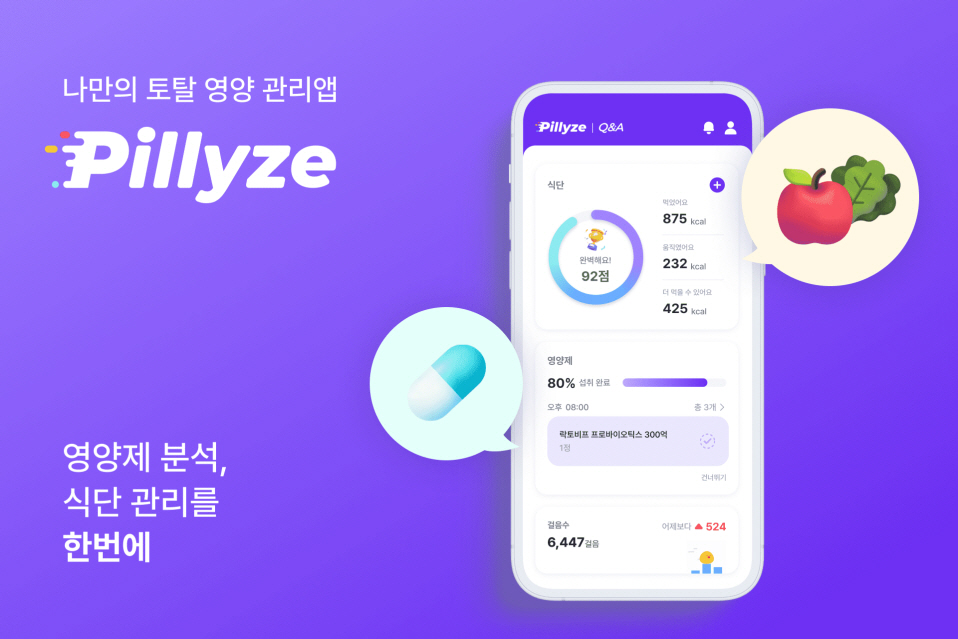 나만의 토탈 영양 관리앱
Pillyze
영양제 분석,
식단 관리를
한번에
Pillyze | Q&A
식단
완벽해요!
92점
먹었어요
875 kcal
움직였어요
232 kcal
더 먹을 수 있어요
425 kcal
영양제
80% 섭취 완료
오후 08:00
총 3개 >
락토비프 프로바이오틱스 300억
1정
건너뛰기
걸음수
어제보다 ▲ 524
6,447걸음